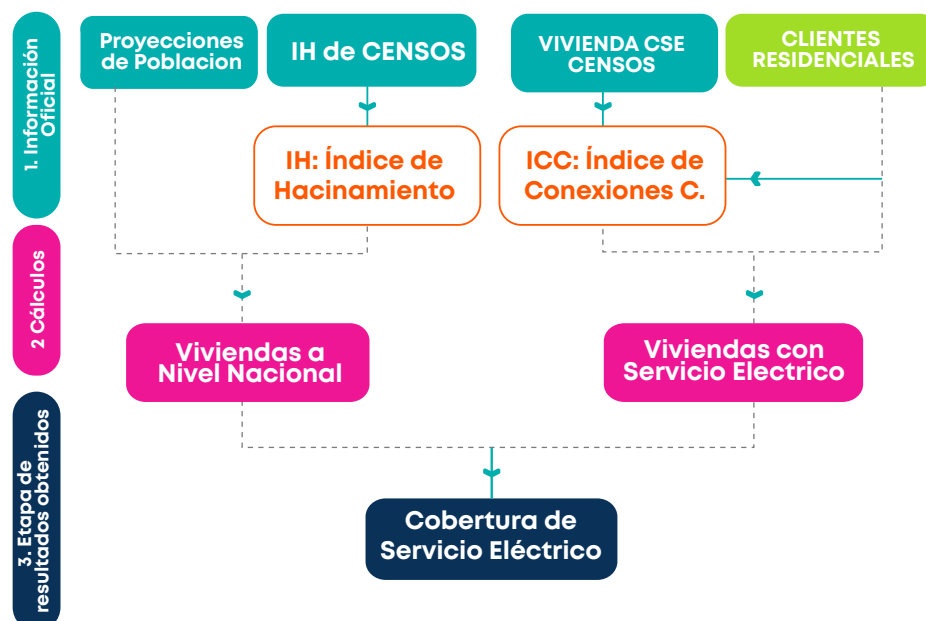 1. Información
Oficial
Proyecciones
de Poblacion
IH de CENSOS
VIVIENDA CSE
CENSOS
CLIENTES
RESIDENCIALES
IH: Índice de
Hacinamiento
ICC: Índice de
Conexiones C.
2 Cálculos
Viviendas a
Nivel Nacional
Viviendas con
Servicio Electrico
3. Etapa de
resultados obtenidos
Cobertura de
Servicio Eléctrico